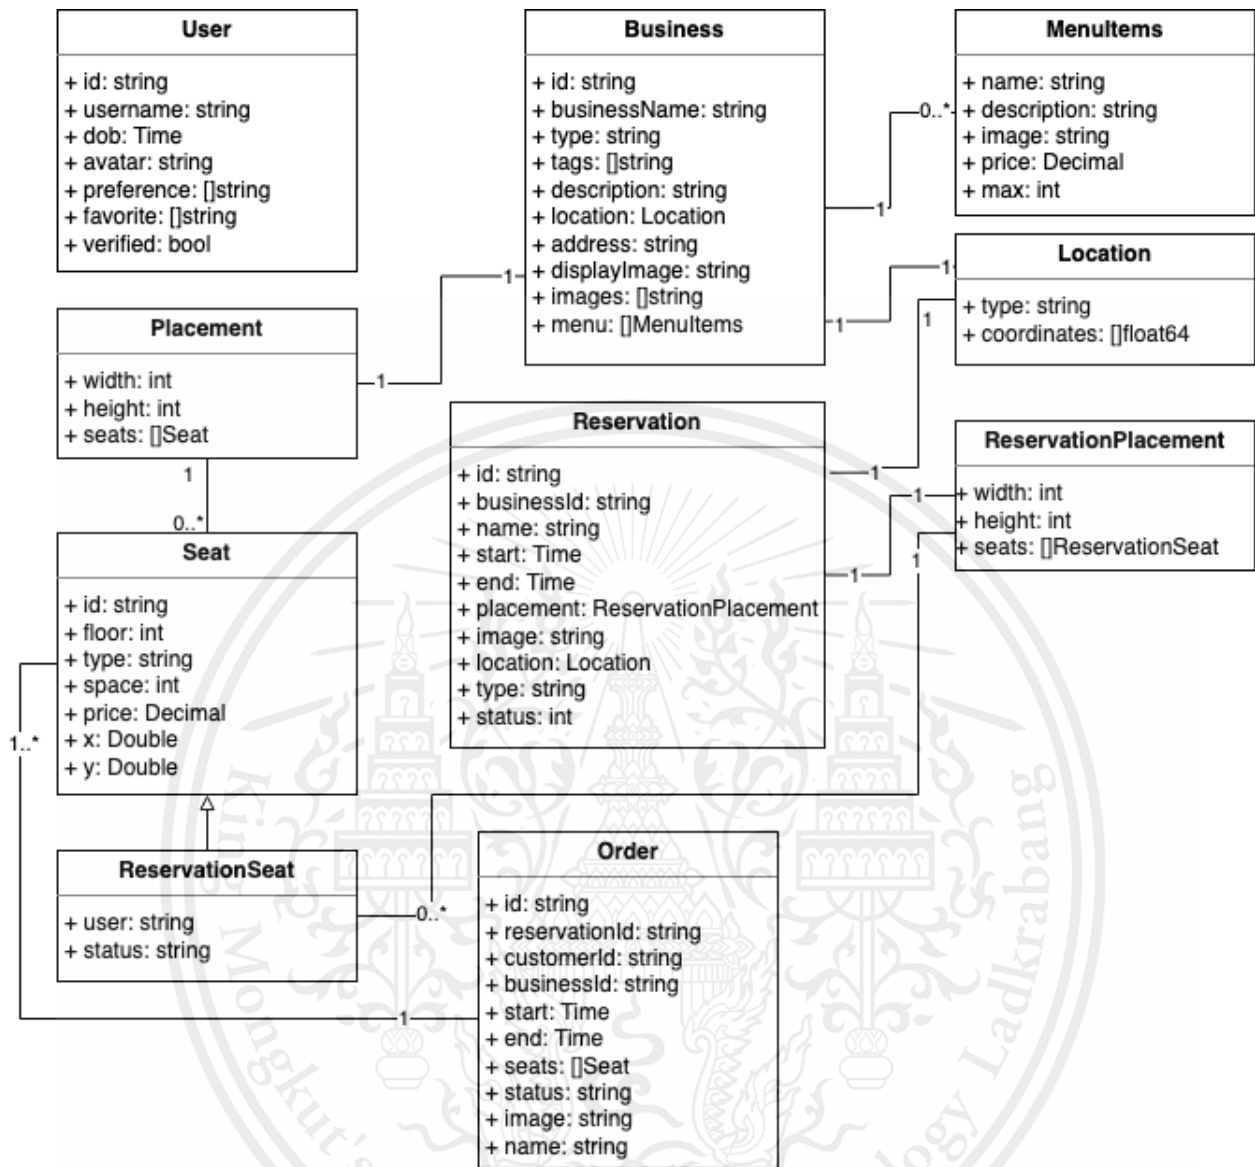 User
+ id: string
+ username: string
+ dob: Time
+ avatar: string
+ preference: []string
+ favorite: []string
+ verified: bool
Business
+ id: string
+ businessName: string
+ type: string
+ tags: []string
+ description: string
+ location: Location
+ address: string
+ displayImage: string
+ images: []string
+ menu: []MenuItems
MenuItems
+ name: string
+ description: string
+ image: string
+ price: Decimal
+ max: int
0..*
1
Location
+ type: string
+ coordinates: []float64
1
1
1
1
Placement
+ width: int
+ height: int
+ seats: []Seat
1
1
1
0..*
Seat
+ id: string
+ floor: int
+ type: string
+ space: int
+ price: Decimal
+ x: Double
+ y: Double
1..*
Reservation
+ id: string
+ businessId: string
+ name: string
+ start: Time
+ end: Time
+ placement: ReservationPlacement
+ image: string
+ location: Location
+ type: string
+ status: int
ReservationPlacement
+ width: int
+ height: int
+ seats: []ReservationSeat
1
1
1
ReservationSeat
+ user: string
+ status: string
0..*
1
Order
+ id: string
+ reservationId: string
+ customerId: string
+ businessId: string
+ start: Time
+ end: Time
+ seats: []Seat
+ status: string
+ image: string
+ name: string
King Mongkut's
Ladkrabang